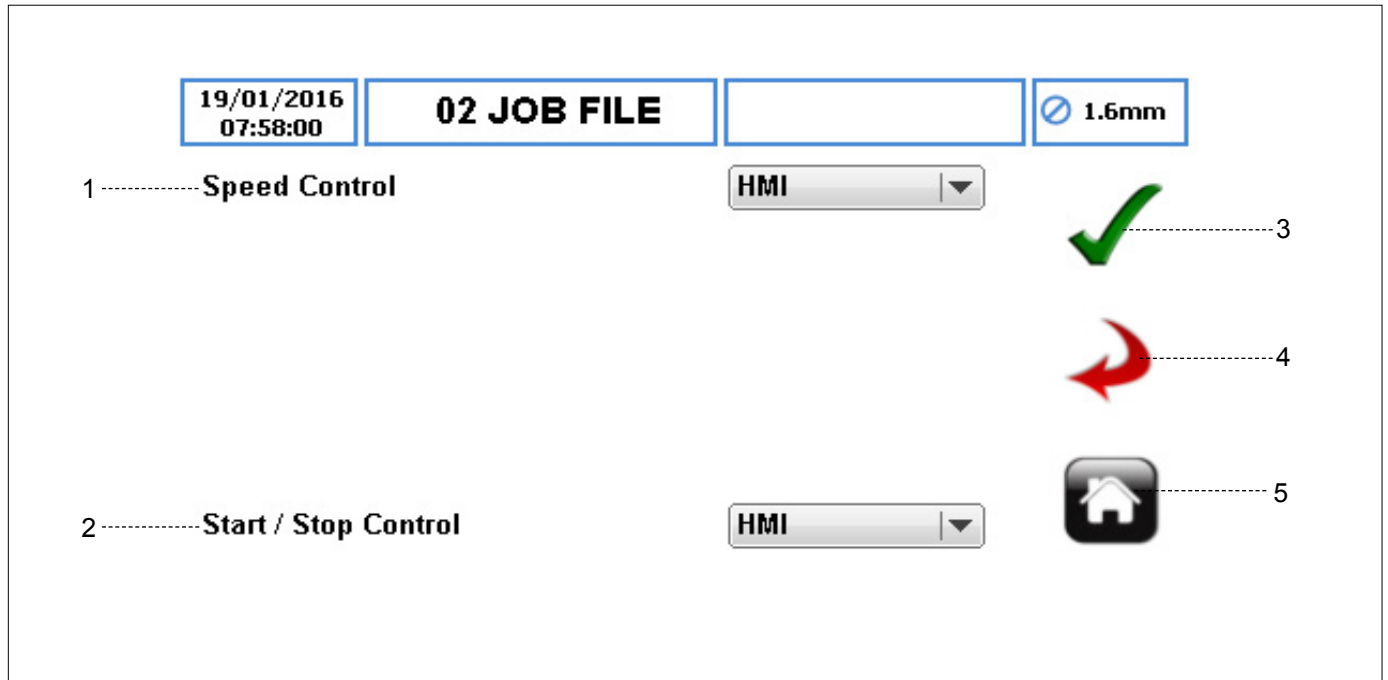 19/01/2016
07:58:00
02 JOB FILE
1.6mm
1 Speed Control
HMI
3
4
5
2 Start / Stop Control
HMI